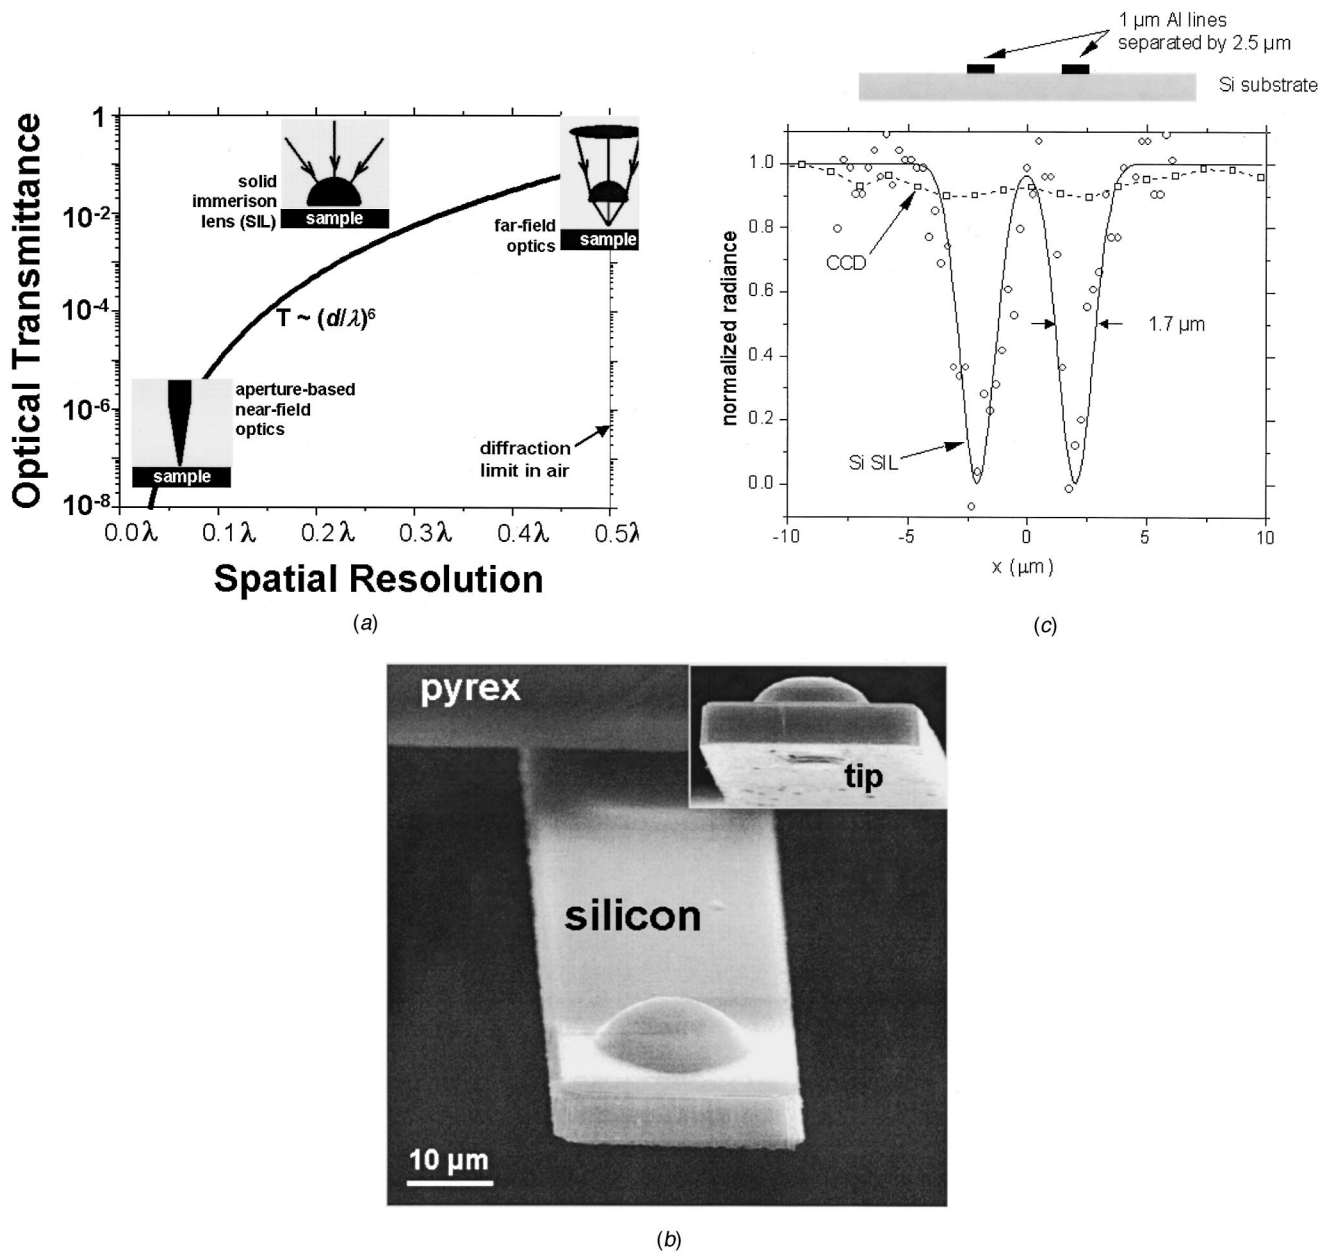 Optical Transmittance
1
10-2
10-4
10-6
10-8
solid
immerison
lens (SIL)
sample
far-field
optics
sample
T ~ (d/λ)6
aperture-based
near-field
optics
sample
diffraction
limit in air
0.0λ 0.1λ 0.2λ 0.3λ 0.4λ 0.5λ
Spatial Resolution
(a)
1 µm Al lines
separated by 2.5 µm
Si substrate
normalized radiance
1.0
0.8
0.6
0.4
0.2
0.0
CCD
1.7 µm
Si SIL
-10 -5 0 5 10
x (µm)
(c)
pyrex
tip
silicon
10 µm
(b)